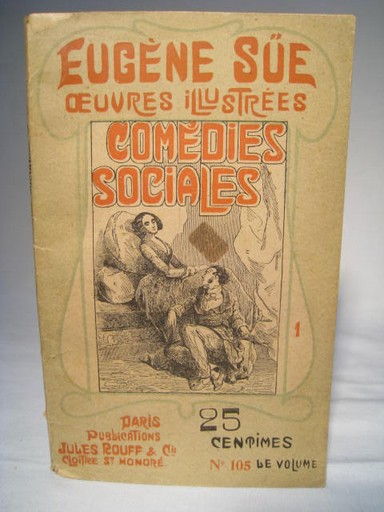 EUGÈNE SÜE
ŒUVRES iLLUSTRÉES
COMÉDIES
SOCIALES
1
PARIS
PUBLICATIONS
JULES ROUFF & Cie
CLOÎTRE ST HONORÉ
25
CENTIMES
No 105 LE VOLUME